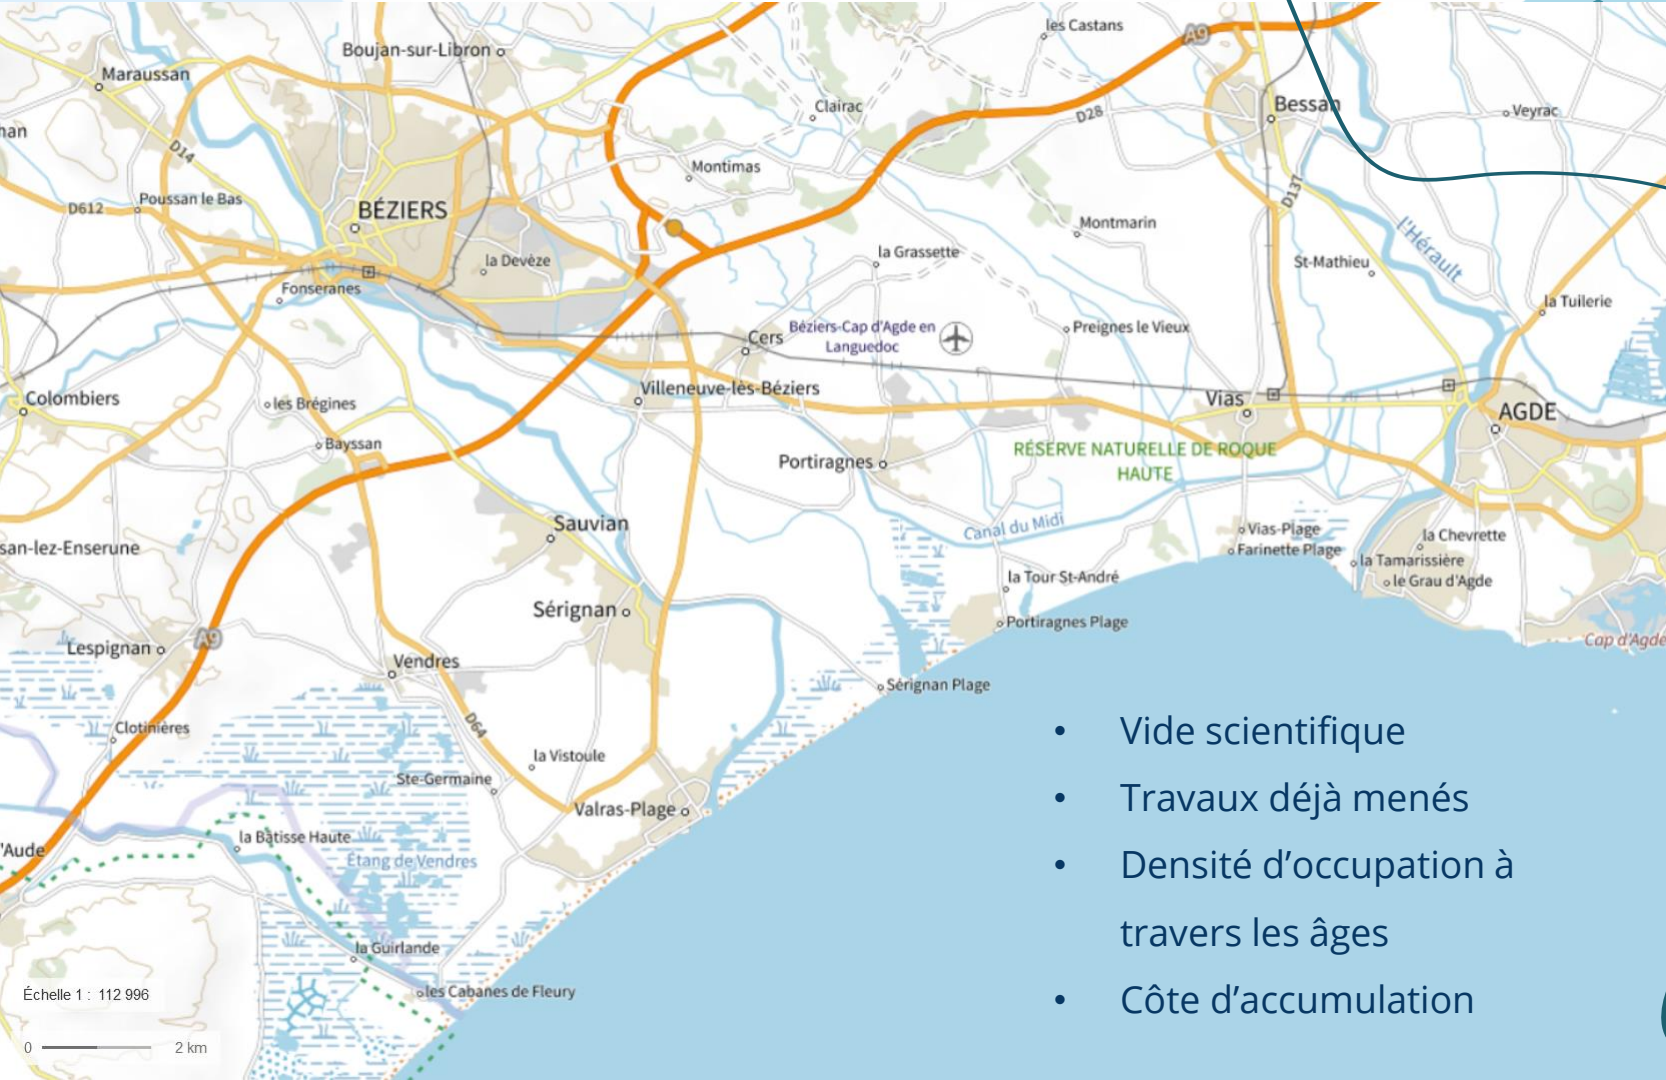 les Castans
A9
Boujan-sur-Libron
Maraussan
Clairac
Bessan
Veyrac
D28
han
D14
Montimas
D137
Poussan le Bas
D612
BÉZIERS
Montmarin
l'Hérault
la Grassette
la Devèze
St-Mathieu
Fonseranes
la Tuilerie
Béziers-Cap d'Agde en
Languedoc
Preignes le Vieux
Cers
Villeneuve-lès-Béziers
Colombiers
les Brégines
Vias
AGDE
Bayssan
RÉSERVE NATURELLE DE ROQUE
HAUTE
Portiragnes
Sauvian
Canal du Midi
Vias-Plage
la Chevrette
san-lez-Enserune
Farinette Plage
la Tamarissière
la Tour St-André
le Grau d'Agde
Sérignan
Portiragnes Plage
A9
Cap d'Agde
Lespignan
Vendres
Sérignan Plage
Clotinières
D64
• Vide scientifique
la Vistoule
Ste-Germaine
• Travaux déjà menés
Valras-Plage
la Bâtisse Haute
'Aude
Étang de Vendres
• Densité d’occupation à
travers les âges
la Guirlande
les Cabanes de Fleury
Échelle 1 : 112 996
• Côte d’accumulation
0 2 km